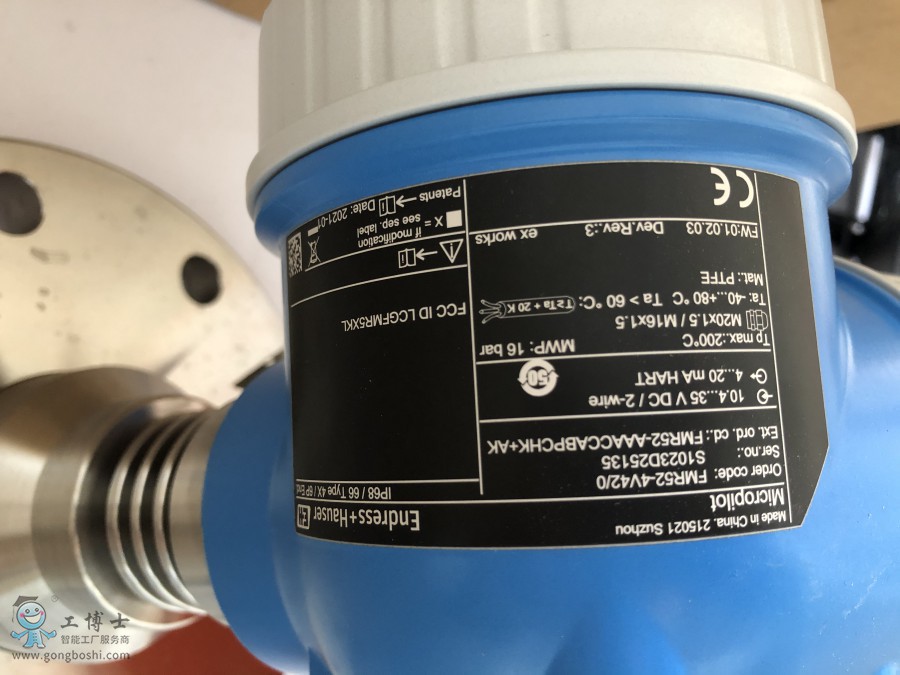 Made in China, 215021 Suzhou
Micropilot
Endress+Hauser
Order code: FMR52-4V42/0
Ser.no.: S1023D25135
Ext. ord. cd.: FMR52-AAACCABPCHK+AK
IP68 / 66 Type 4X / 6P Encl.
10.4...35 V DC / 2-wire
4...20 mA HART
50
Tp max.:200°C
MWP: 16 bar
M20x1.5 / M16x1.5
Ta: -40...+80 °C
Ta > 60 °C:
T ≥ Ta + 20 K
Mat.: PTFE
FW:01.02.03
Dev.Rev.:3
ex works
CE
FCC ID LCGFMR5XKL
if modification
X = see sep. label
Patents
Date: 2021-01
工博士
智能工厂服务商
www.gongboshi.com